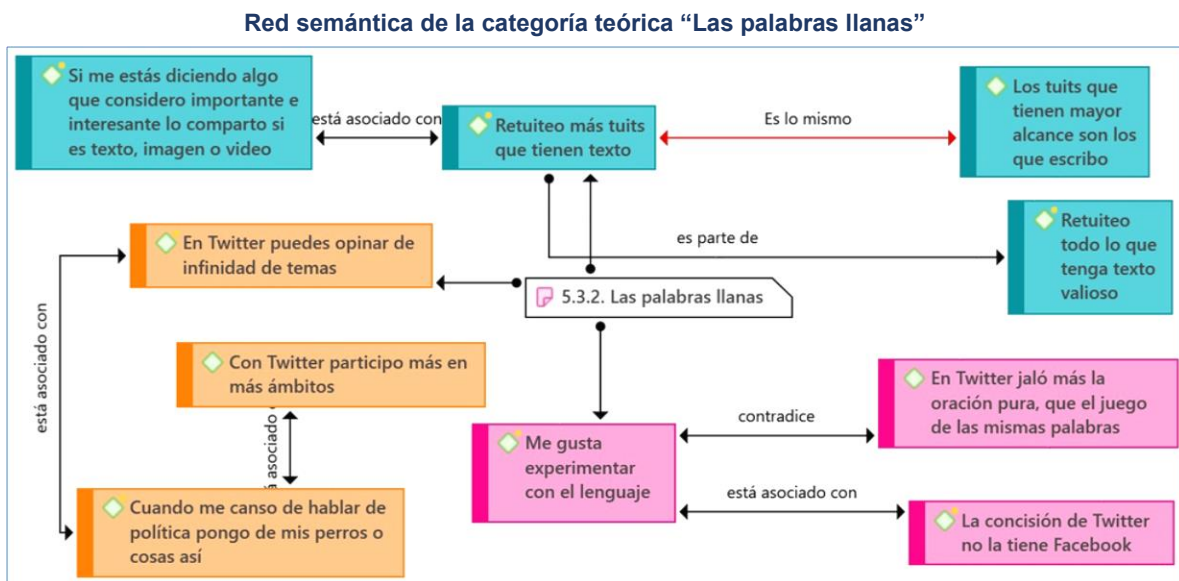 Red semántica de la categoría teórica “Las palabras llanas”
Si me estás diciendo algo
que considero importante e
interesante lo comparto si
es texto, imagen o video
está asociado con
Retuiteo más tuits
que tienen texto
Es lo mismo
Los tuits que
tienen mayor
alcance son los
que escribo
es parte de
Retuiteo
todo lo que
tenga texto
valioso
En Twitter puedes opinar de
infinidad de temas
5.3.2. Las palabras llanas
está asociado con
Con Twitter participo más en
más ámbitos
asociado
Cuando me canso de hablar de
política pongo de mis perros o
cosas así
Me gusta
experimentar
con el lenguaje
contradice
En Twitter jaló más la
oración pura, que el juego
de las mismas palabras
está asociado con
La concisión de Twitter
no la tiene Facebook